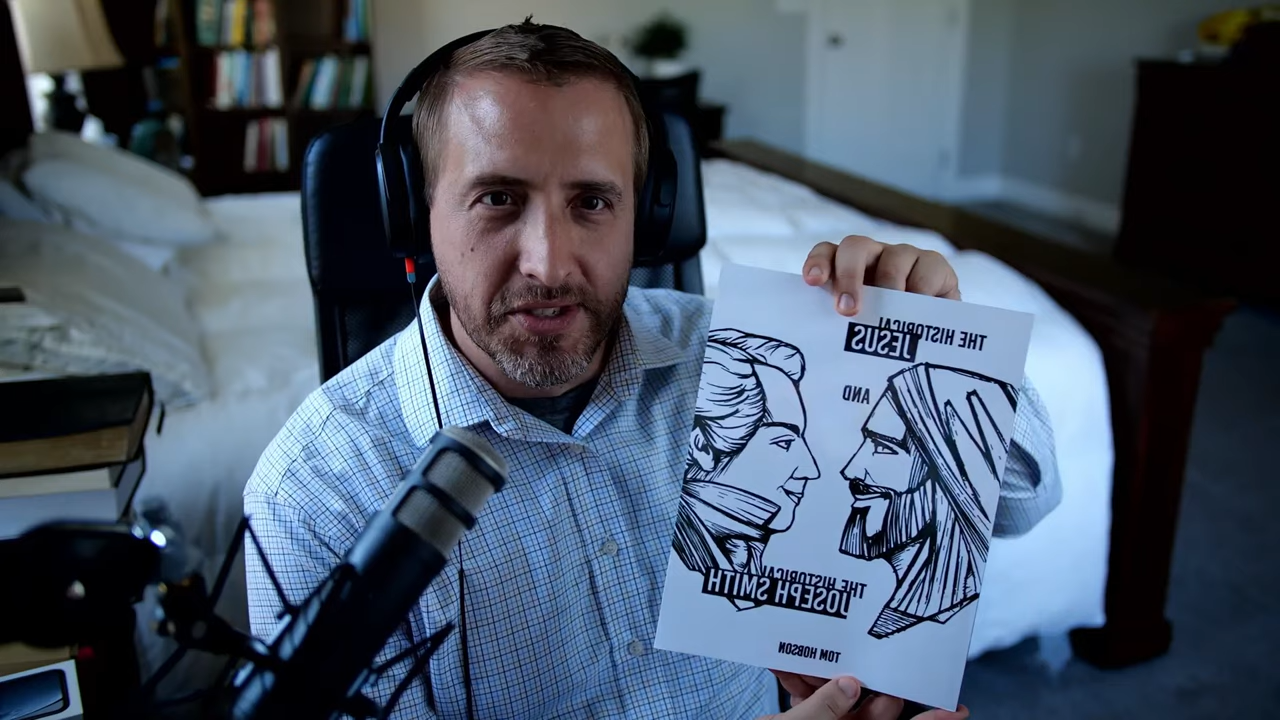 THE HISTORICAL
JESUS
AND
THE HISTORICAL
JOSEPH SMITH
TOM HOBSON